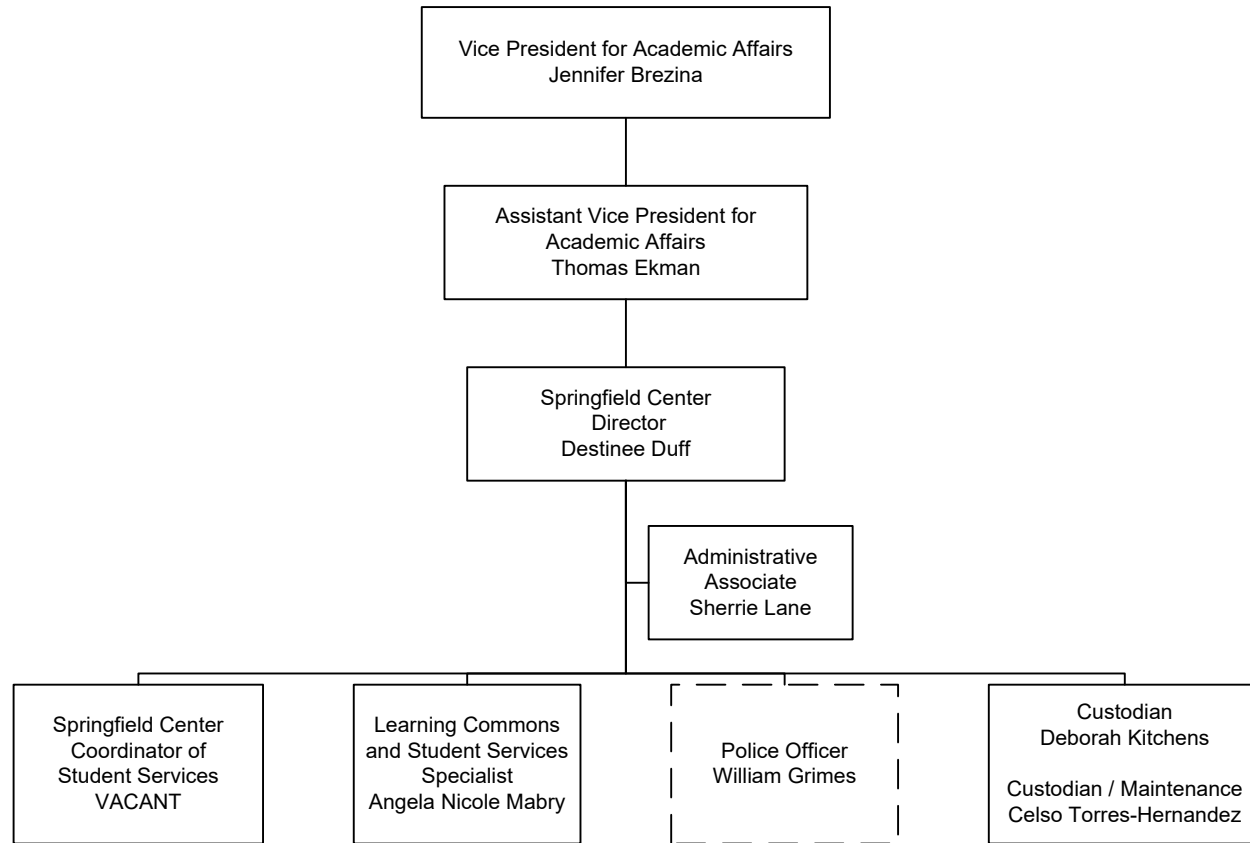 Vice President for Academic Affairs
Jennifer Brezina
Assistant Vice President for
Academic Affairs
Thomas Ekman
Springfield Center
Director
Destinee Duff
Administrative
Associate
Sherrie Lane
Springfield Center
Coordinator of
Student Services
VACANT
Learning Commons
and Student Services
Specialist
Angela Nicole Mabry
Police Officer
William Grimes
Custodian
Deborah Kitchens
Custodian / Maintenance
Celso Torres-Hernandez